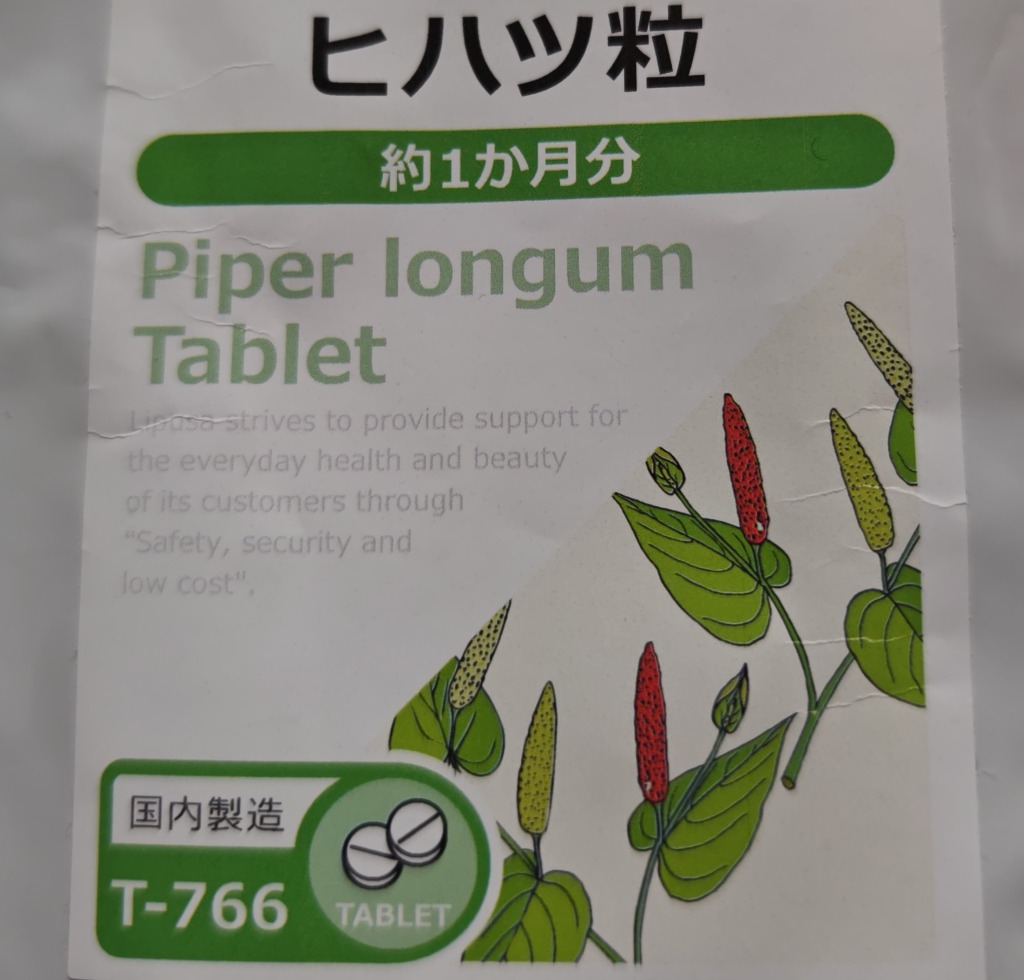 ヒハツ粒
約1か月分
Piper longum
Tablet
Lipusa strives to provide support for
the everyday health and beauty
of its customers through
"Safety, security and
low cost".
国内製造
T-766
TABLET